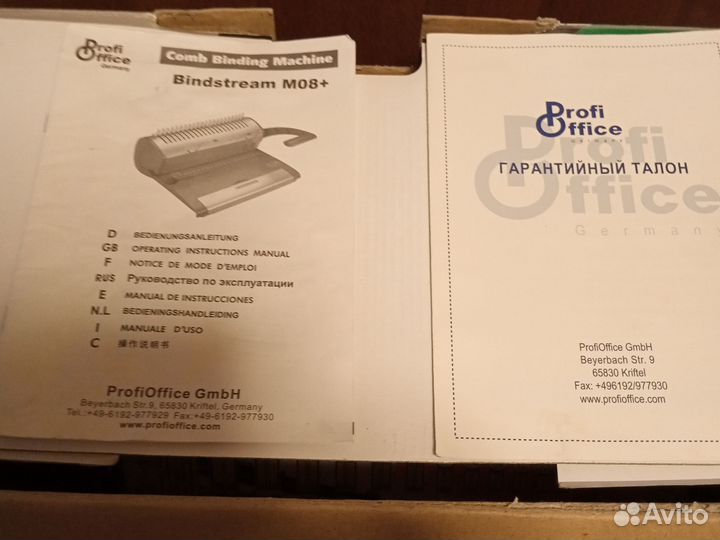 Profi
Office
Germany
Comb Binding Machine
Bindstream M08+
D BEDIENUNGSANLEITUNG
GB OPERATING INSTRUCTIONS MANUAL
F NOTICE DE MODE D'EMPLOI
RUS Руководство по эксплуатации
E MANUAL DE INSTRUCCIONES
N.L BEDIENINGSHANDLEIDING
I MANUALE D'USO
C 操作说明书
ProfiOffice GmbH
Beyerbach Str.9, 65830 Kriftel, Germany
Tel.:+49-6192-977929 Fax:+49-6192-977930
www.profioffice.com
Profi
Office
GERMANY
Profi
Office
Germany
ГАРАНТИЙНЫЙ ТАЛОН
ProfiOffice GmbH
Beyerbach Str. 9
65830 Kriftel
Fax: +496192/977930
www.profioffice.com
Avito